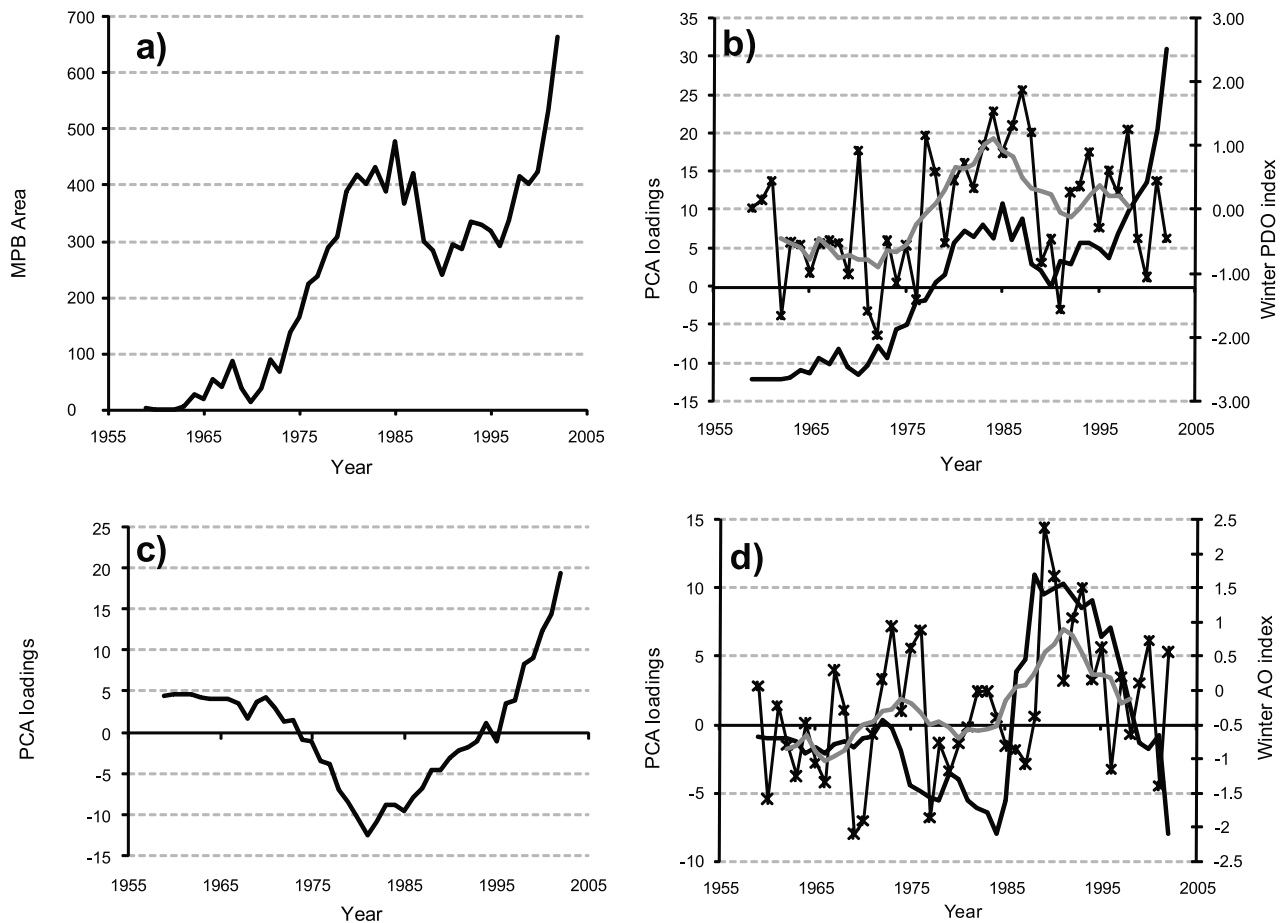 a)
MPB Area
700
600
500
400
300
200
100
0
1955 1965 1975 1985 1995 2005
Year
b)
PCA loadings
35
30
25
20
15
10
5
0
-5
-10
-15
3.00
2.00
1.00
0.00
-1.00
-2.00
-3.00
Winter PDO index
1955 1965 1975 1985 1995 2005
Year
c)
PCA loadings
25
20
15
10
5
0
-5
-10
-15
1955 1965 1975 1985 1995 2005
Year
d)
PCA loadings
15
10
5
0
-5
-10
2.5
2
1.5
1
0.5
0
-0.5
-1
-1.5
-2
-2.5
Winter AO index
1955 1965 1975 1985 1995 2005
Year